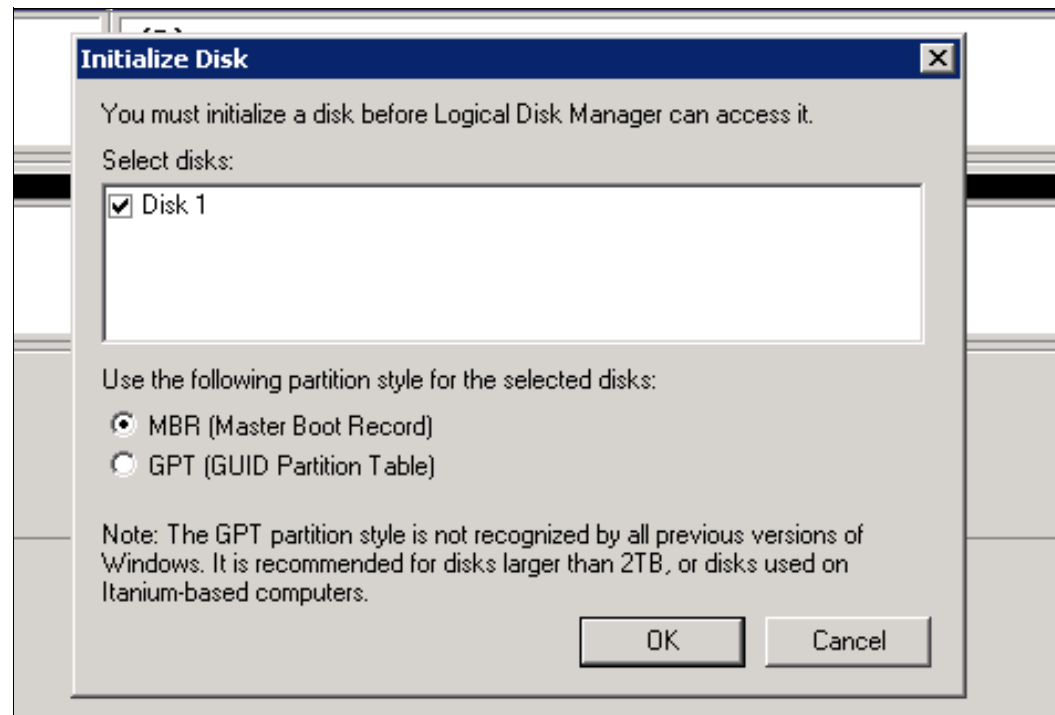 Initialize Disk
You must initialize a disk before Logical Disk Manager can access it.
Select disks:
Disk 1
Use the following partition style for the selected disks:
MBR (Master Boot Record)
GPT (GUID Partition Table)
Note: The GPT partition style is not recognized by all previous versions of
Windows. It is recommended for disks larger than 2TB, or disks used on
Itanium-based computers.
OK
Cancel